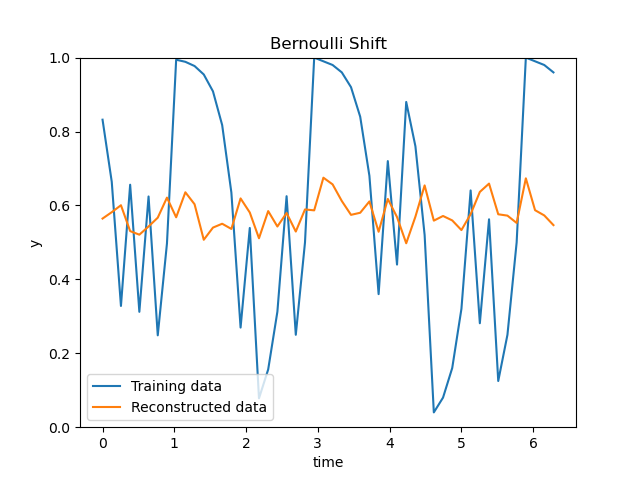 Bernoulli Shift
1.0
0.8
0.6
0.4
0.2
0.0
y
Training data
Reconstructed data
0 1 2 3 4 5 6
time